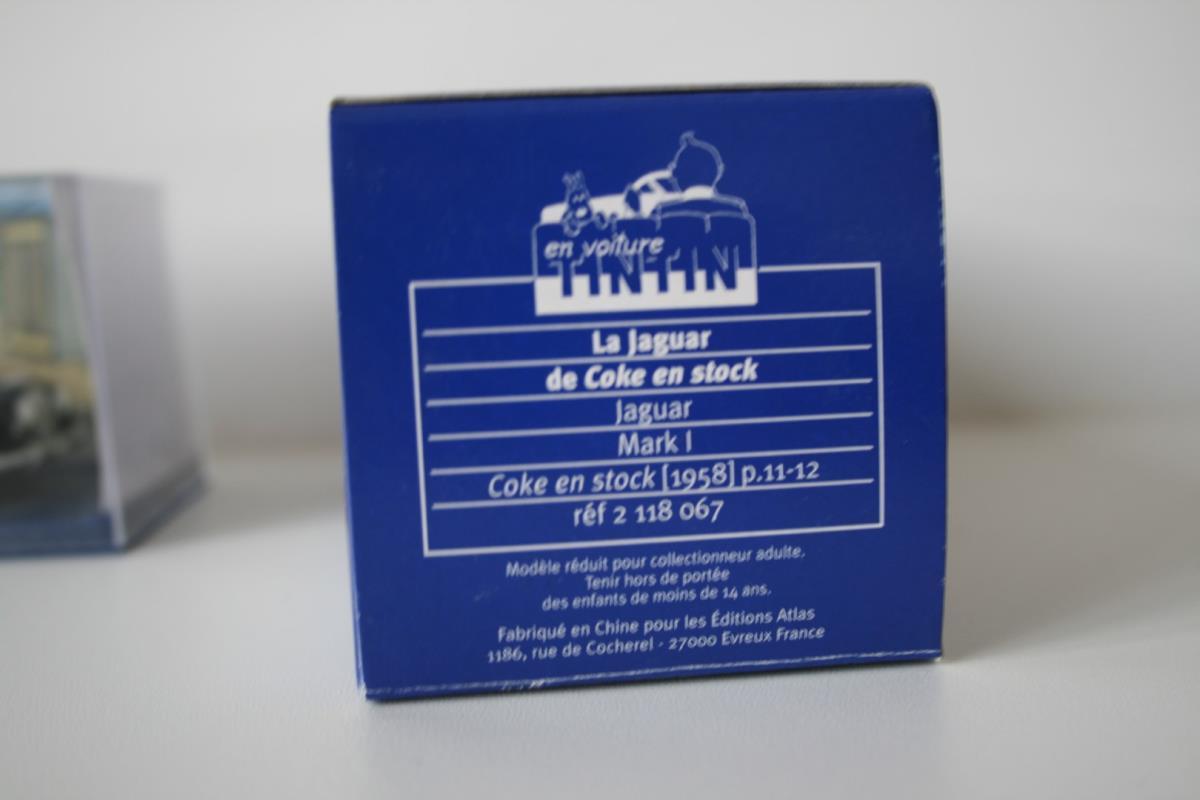 en voiture
TINTIN
La Jaguar
de Coke en stock
Jaguar
Mark I
Coke en stock [1958] p.11-12
réf 2 118 067
Modèle réduit pour collectionneur adulte.
Tenir hors de portée
des enfants de moins de 14 ans.
Fabriqué en Chine pour les Éditions Atlas
1186, rue de Cocherel - 27000 Evreux France